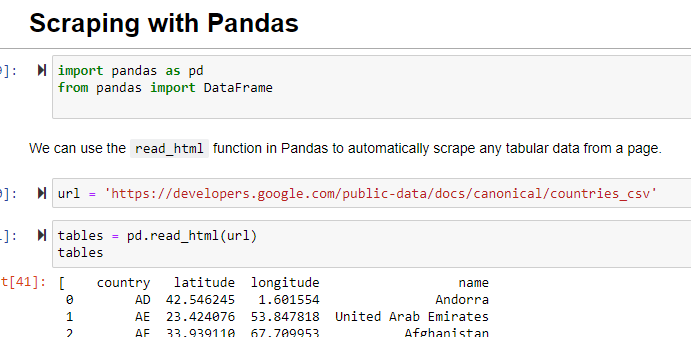 Scraping with Pandas
]: import pandas as pd
from pandas import DataFrame
We can use the read_html function in Pandas to automatically scrape any tabular data from a page.
]: url = 'https://developers.google.com/public-data/docs/canonical/countries_csv'
]: tables = pd.read_html(url)
tables
t[41]: [ country latitude longitude name
0 AD 42.546245 1.601554 Andorra
1 AE 23.424076 53.847818 United Arab Emirates
2 AF 33.939110 67.709953 Afghanistan